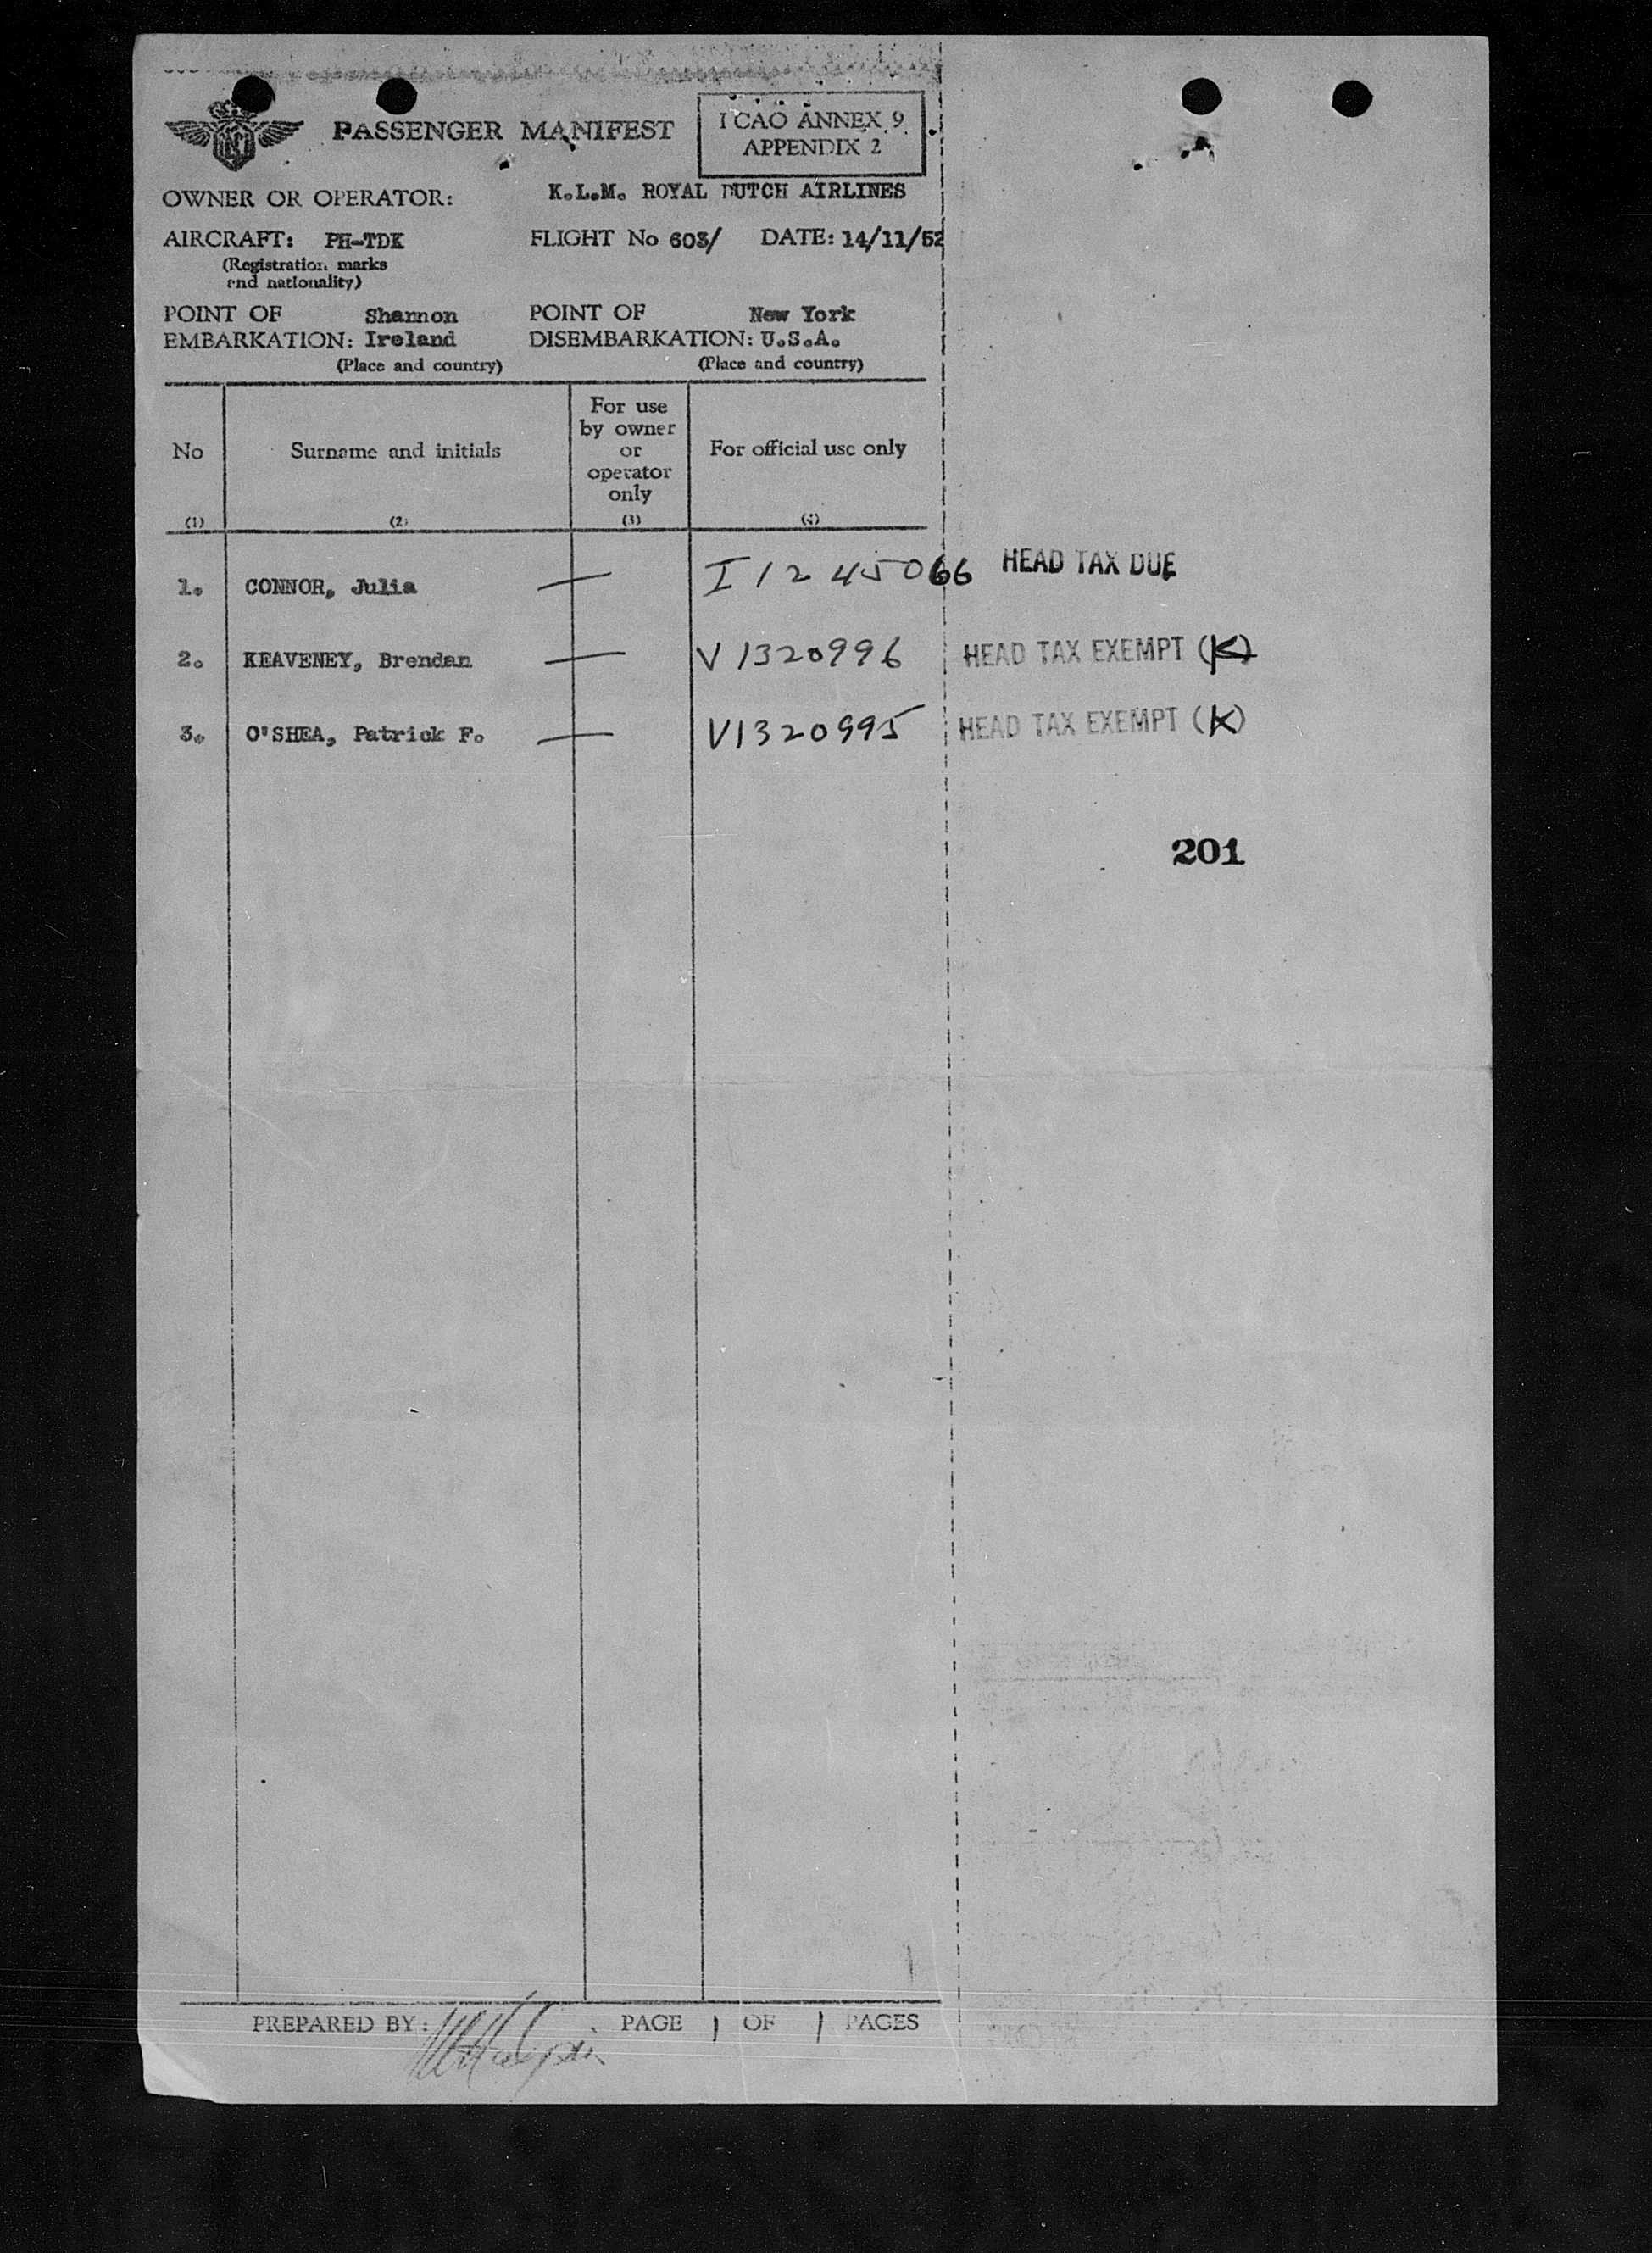 PASSENGER MANIFEST
ICAO ANNEX 9
APPENDIX 2
OWNER OR OPERATOR: K.L.M. ROYAL DUTCH AIRLINES
AIRCRAFT: PH-TDK FLIGHT No 603/ DATE: 14/11/52
(Registration marks
and nationality)
POINT OF Shannon POINT OF New York
EMBARKATION: Ireland DISEMBARKATION: U.S.A.
(Place and country) (Place and country)
No Surname and initials For use by owner or operator only For official use only
(1) (2) (3) (4)
1. CONNOR, Julia — I 1245066 HEAD TAX DUE
2. KEAVENEY, Brendan — V 1320996 HEAD TAX EXEMPT (K)
3. O'SHEA, Patrick F. — V1320995 HEAD TAX EXEMPT (K)
201
PREPARED BY: PAGE 1 OF 1 PAGES